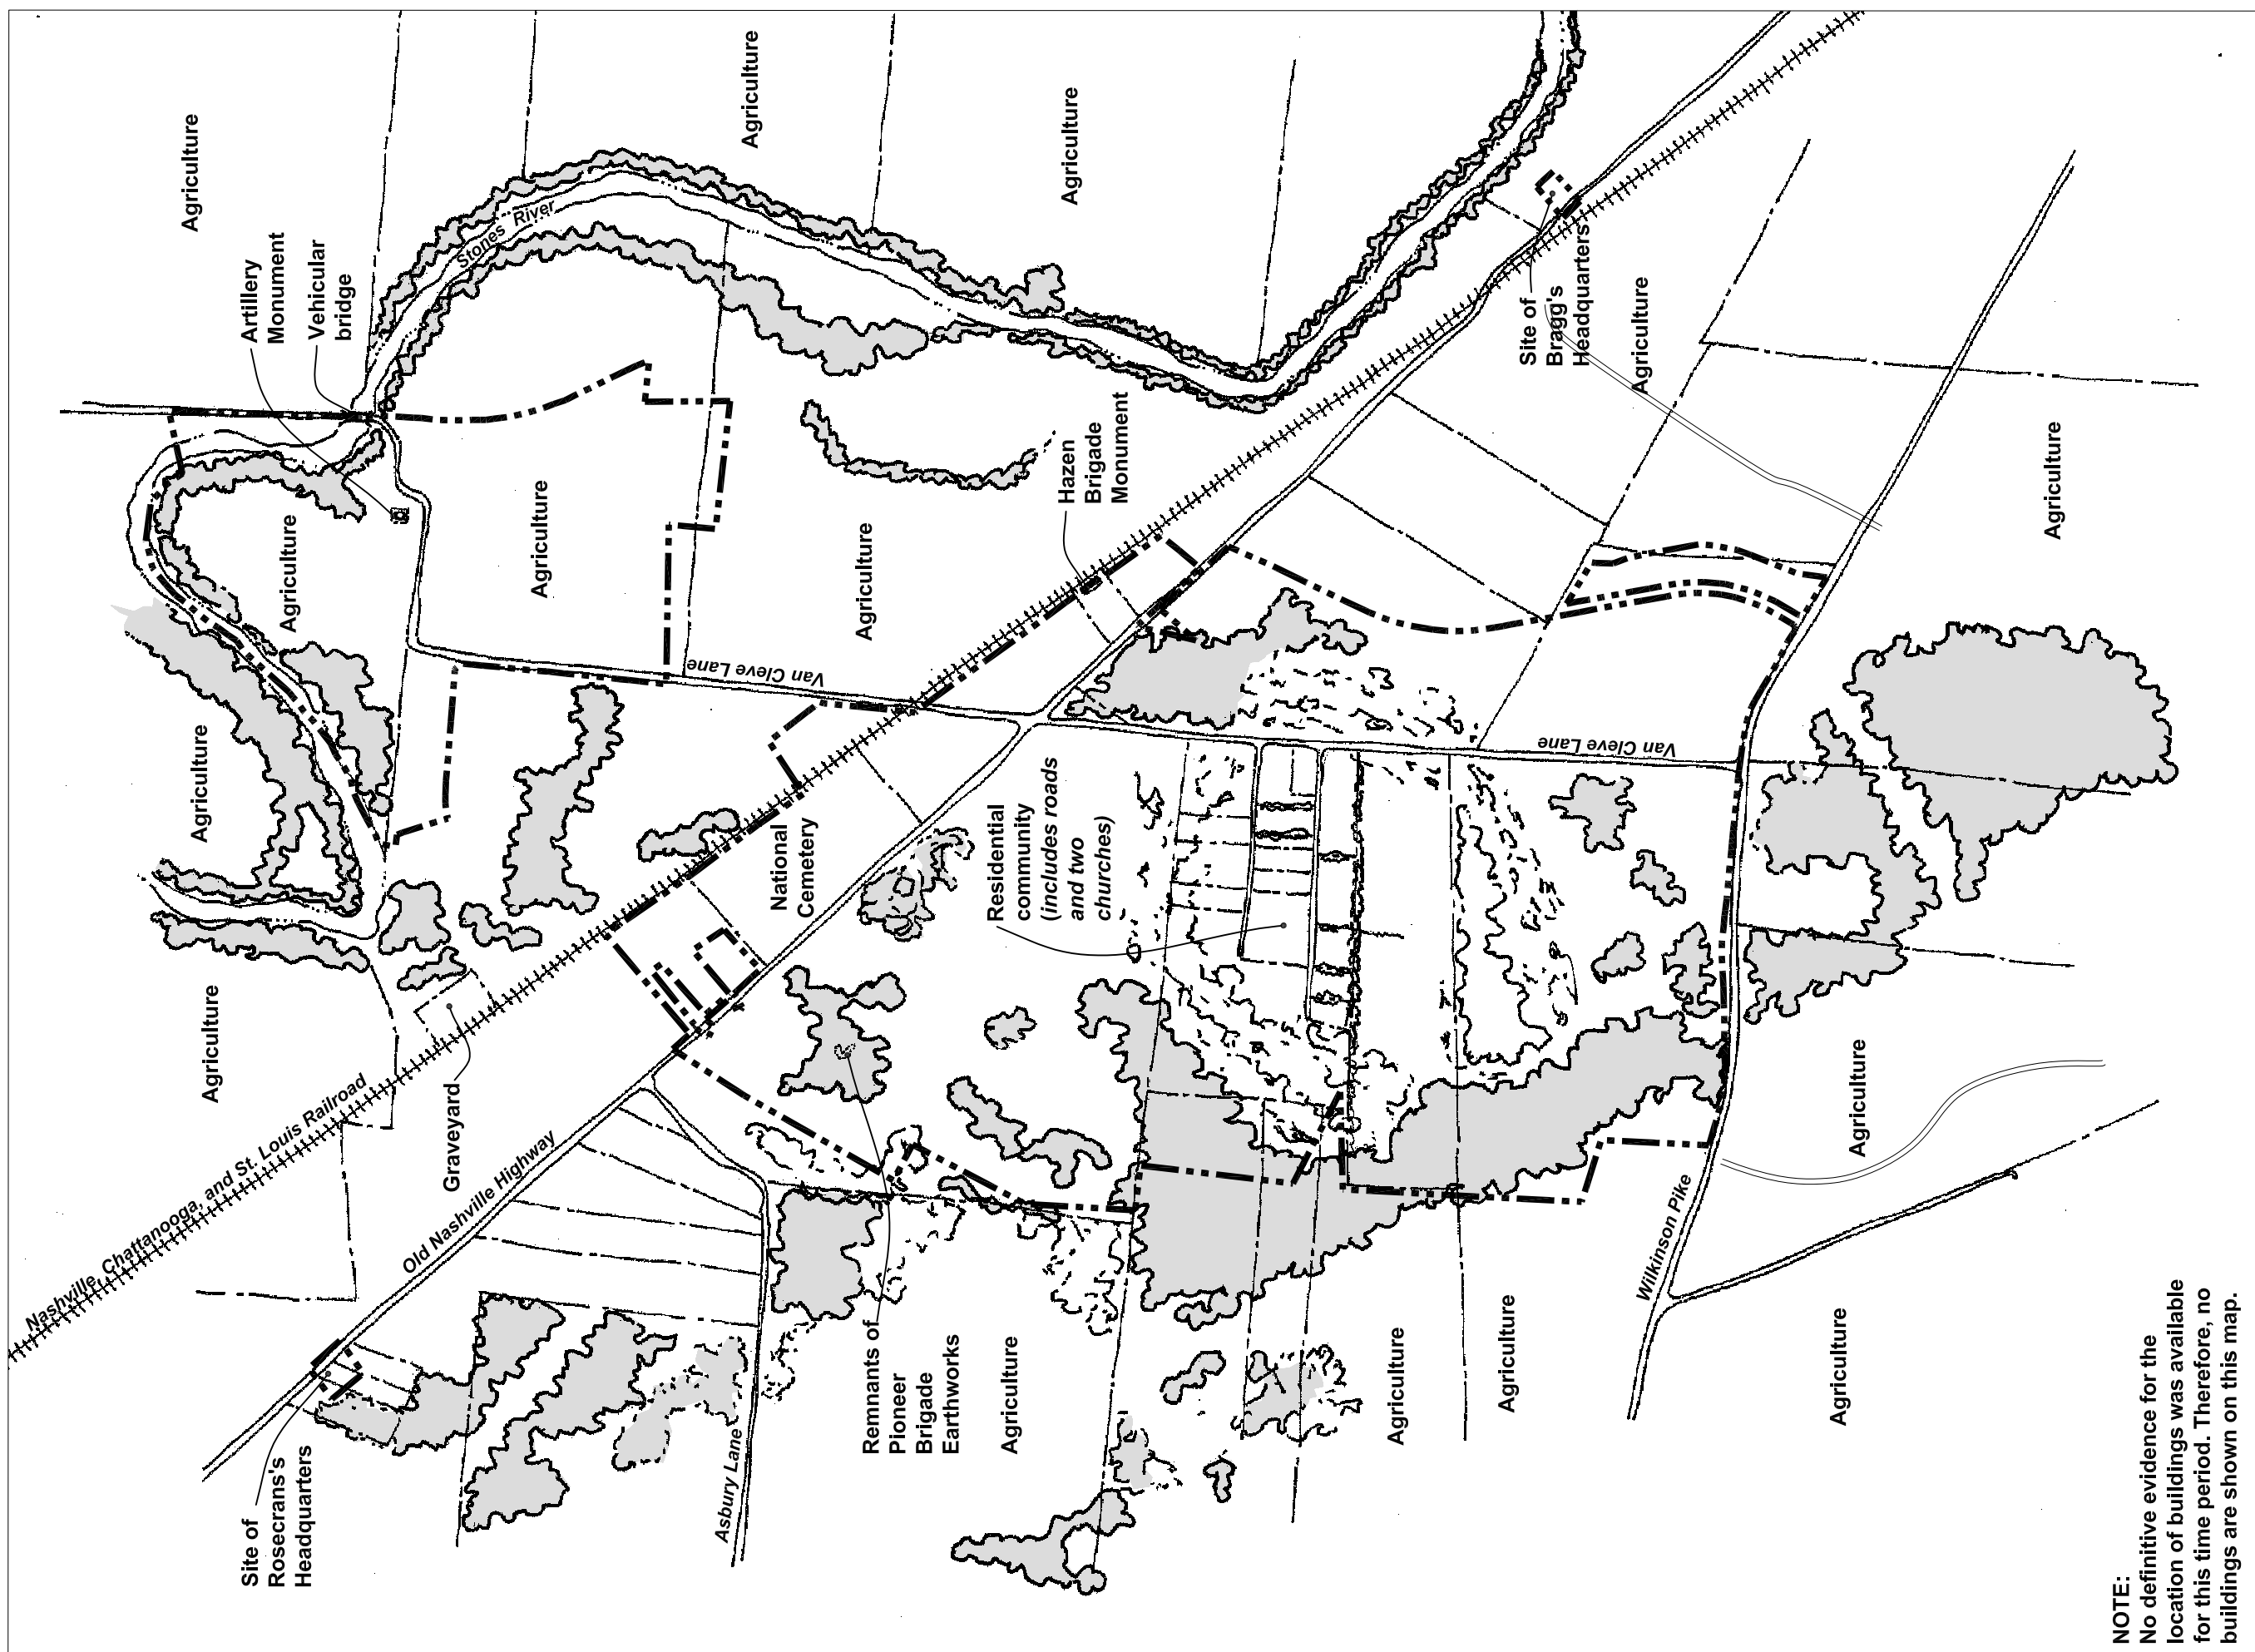 Agriculture
Agriculture
Agriculture
Artillery
Monument
Vehicular
bridge
Stones River
Agriculture
Agriculture
Agriculture
Hazen
Brigade
Monument
Site of
Bragg's
Headquarters
Agriculture
Agriculture
Van Cleve Lane
Van Cleve Lane
Agriculture
National
Cemetery
Residential
community
(includes roads
and two
churches)
Agriculture
Graveyard
Nashville, Chattanooga, and St. Louis Railroad
Old Nashville Highway
Agriculture
Wilkinson Pike
Site of
Rosecrans's
Headquarters
Asbury Lane
Remnants of
Pioneer
Brigade
Earthworks
Agriculture
Agriculture
Agriculture
Agriculture
NOTE:
No definitive evidence for the
location of buildings was available
for this time period. Therefore, no
buildings are shown on this map.